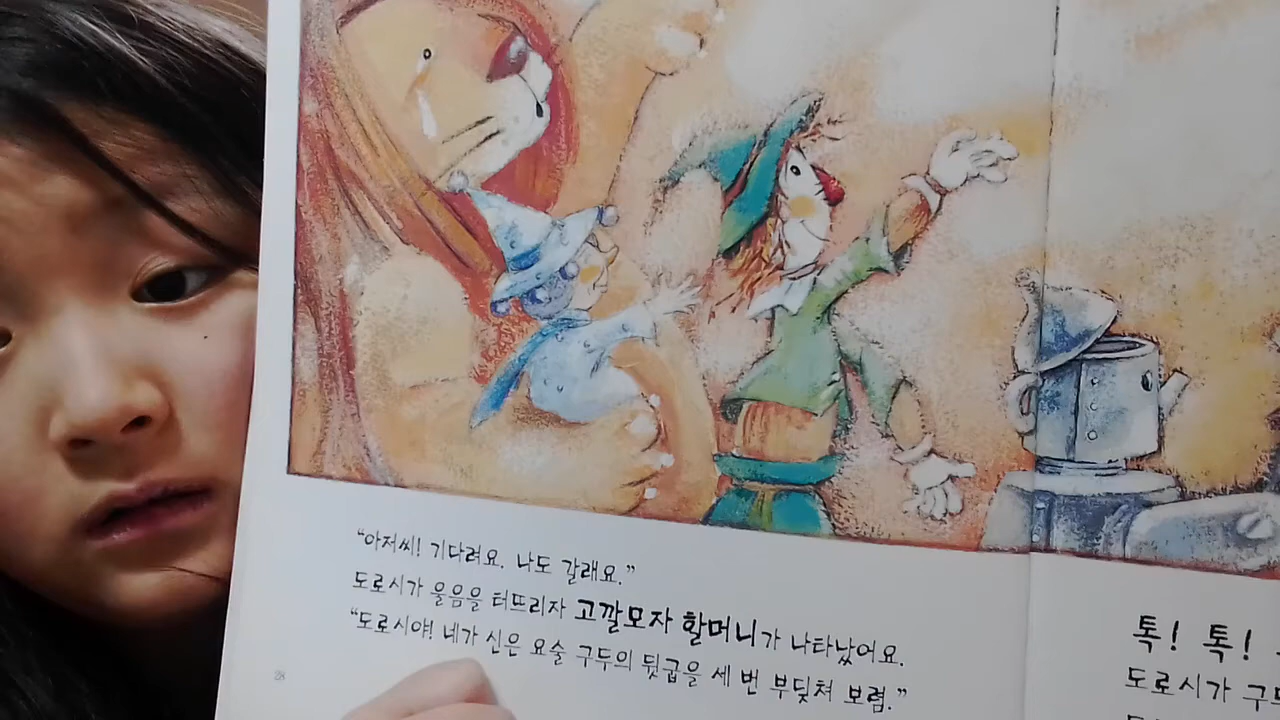 “아저씨! 기다려요. 나도 갈래요.”
도로시가 울음을 터뜨리자 고깔모자 할머니가 나타났어요.
“도로시야! 네가 신은 요술 구두의 뒷굽을 세 번 부딪쳐 보렴.”
28
톡! 톡!
도로시가 구두